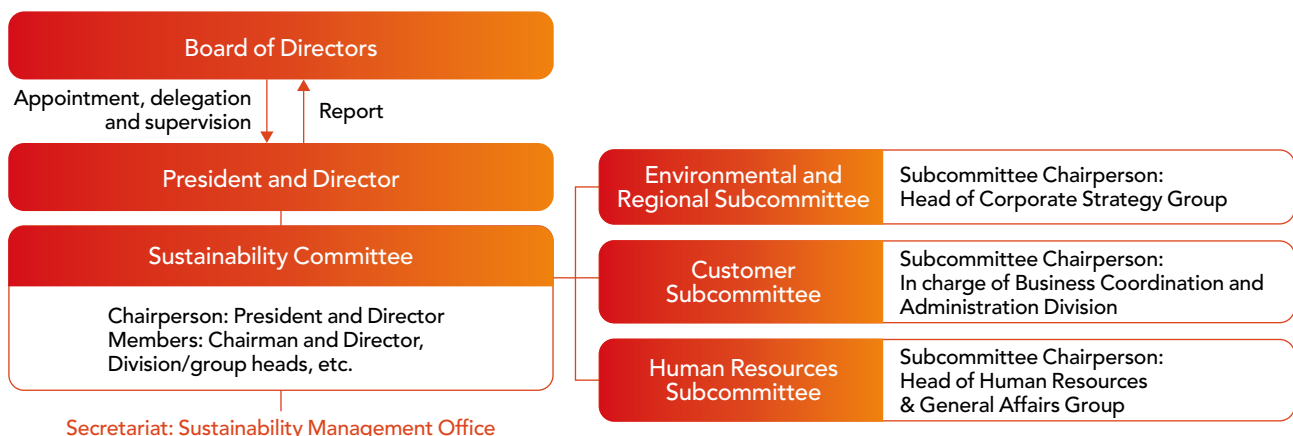 Board of Directors
Appointment, delegation
and supervision
Report
President and Director
Sustainability Committee
Chairperson: President and Director
Members: Chairman and Director,
Division/group heads, etc.
Secretariat: Sustainability Management Office
Environmental and
Regional Subcommittee
Subcommittee Chairperson:
Head of Corporate Strategy Group
Customer
Subcommittee
Subcommittee Chairperson:
In charge of Business Coordination and
Administration Division
Human Resources
Subcommittee
Subcommittee Chairperson:
Head of Human Resources
& General Affairs Group